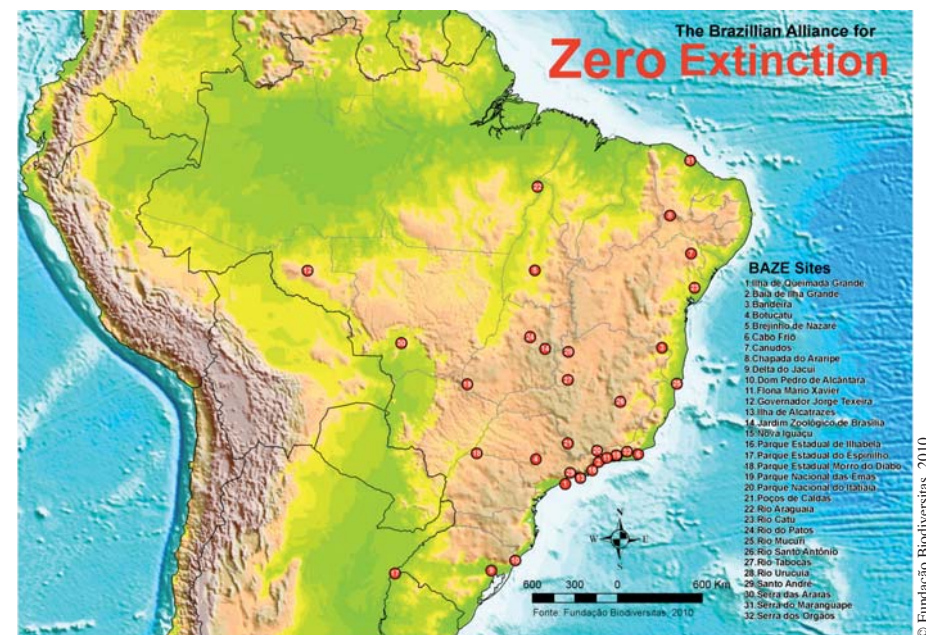 The Brazillian Alliance for
Zero Extinction
BAZE Sites
1.Ilha de Queimada Grande
2.Baía de Ilha Grande
3.Bandeira
4.Botucatu
5.Brejinho de Nazaré
6.Cabo Frio
7.Canudos
8.Chapada do Araripe
9.Delta do Jacuí
10.Dom Pedro de Alcântara
11.Flona Mário Xavier
12.Governador Jorge Texeira
13.Ilha de Alcatrazes
14.Jardim Zoológico de Brasília
15.Nova Iguaçu
16.Parque Estadual de Ilhabela
17.Parque Estadual do Espinilho
18.Parque Estadual Morro do Diabo
19.Parque Nacional das Emas
20.Parque Nacional do Itatiaia
21.Poços de Caldas
22.Rio Araguaia
23.Rio Catu
24.Rio do Patos
25.Rio Mucuri
26.Rio Santo Antônio
27.Rio Tabocas
28.Rio Urucuia
29.Santo André
30.Serra das Araras
31.Serra do Maranguape
32.Serra dos Órgãos
N
W
E
S
600 300 0 600 Km
Fonte: Fundação Biodiversitas, 2010
© Fundação Biodiversitas, 2010